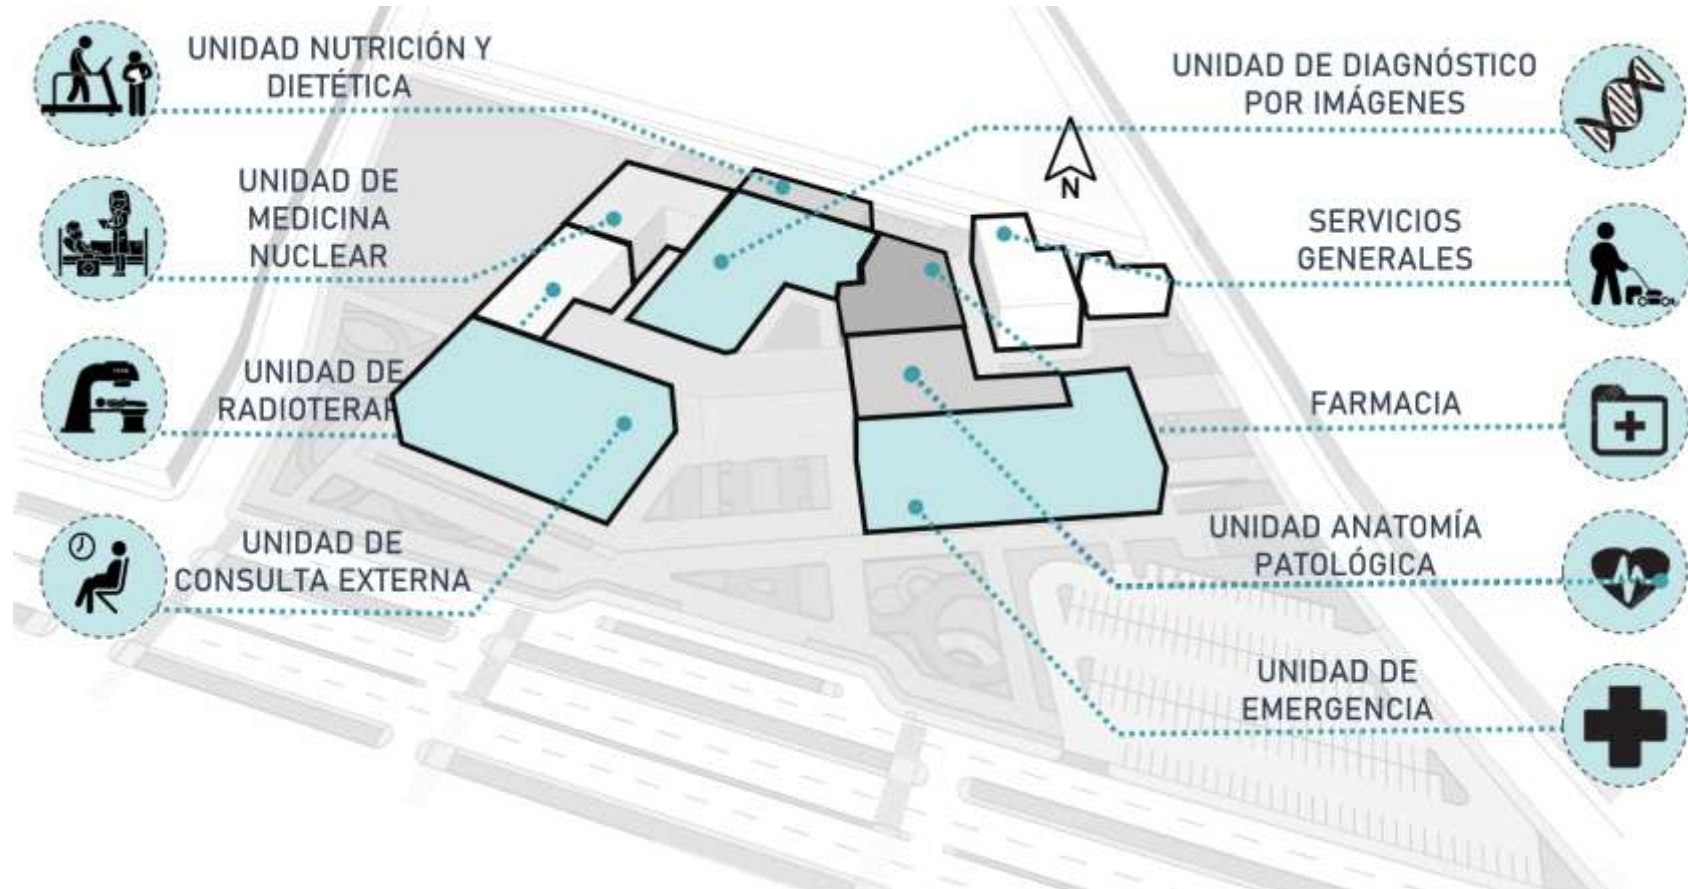 UNIDAD NUTRICIÓN Y
DIETÉTICA
UNIDAD DE
MEDICINA
NUCLEAR
UNIDAD DE
RADIOTERAP
UNIDAD DE
CONSULTA EXTERNA
N
UNIDAD DE DIAGNÓSTICO
POR IMÁGENES
SERVICIOS
GENERALES
FARMACIA
UNIDAD ANATOMÍA
PATOLÓGICA
UNIDAD DE
EMERGENCIA